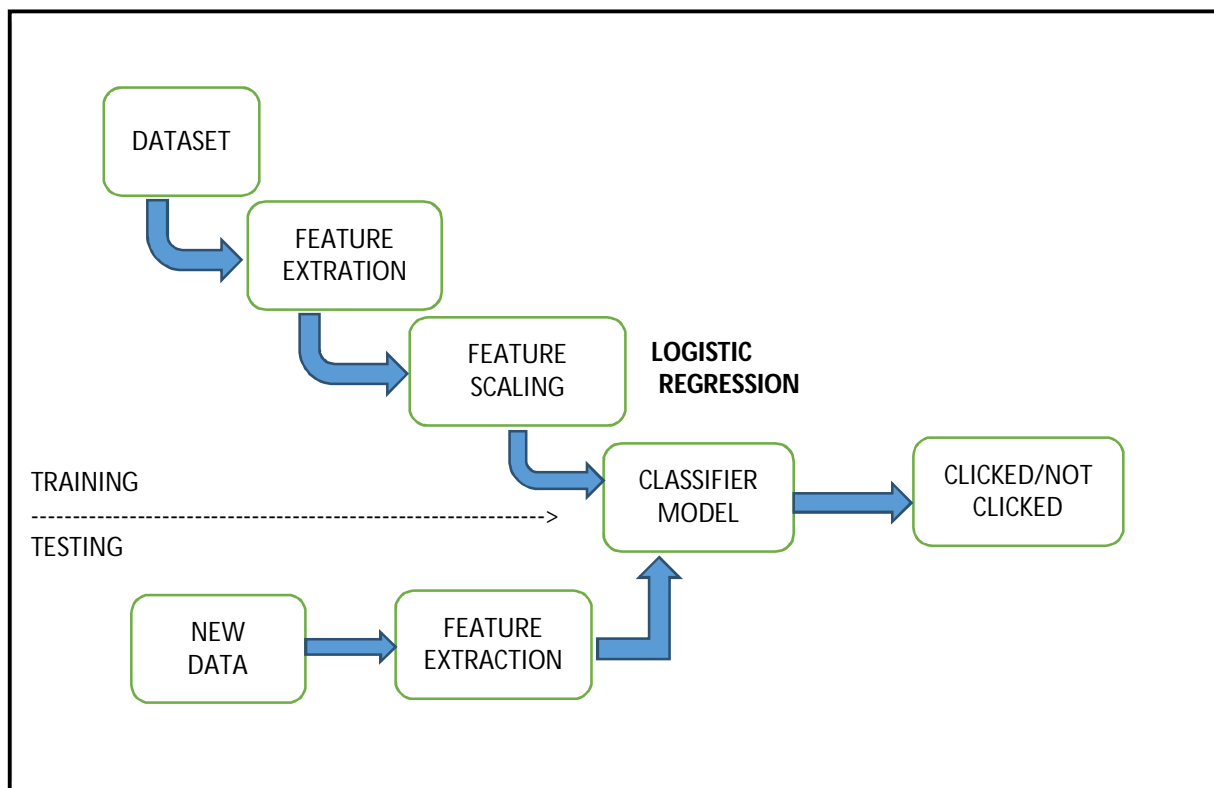 DATASET
FEATURE
EXTRATION
FEATURE
SCALING
LOGISTIC
REGRESSION
CLASSIFIER
MODEL
CLICKED/NOT
CLICKED
TRAINING
-------------------------------------------------------->
TESTING
NEW
DATA
FEATURE
EXTRACTION